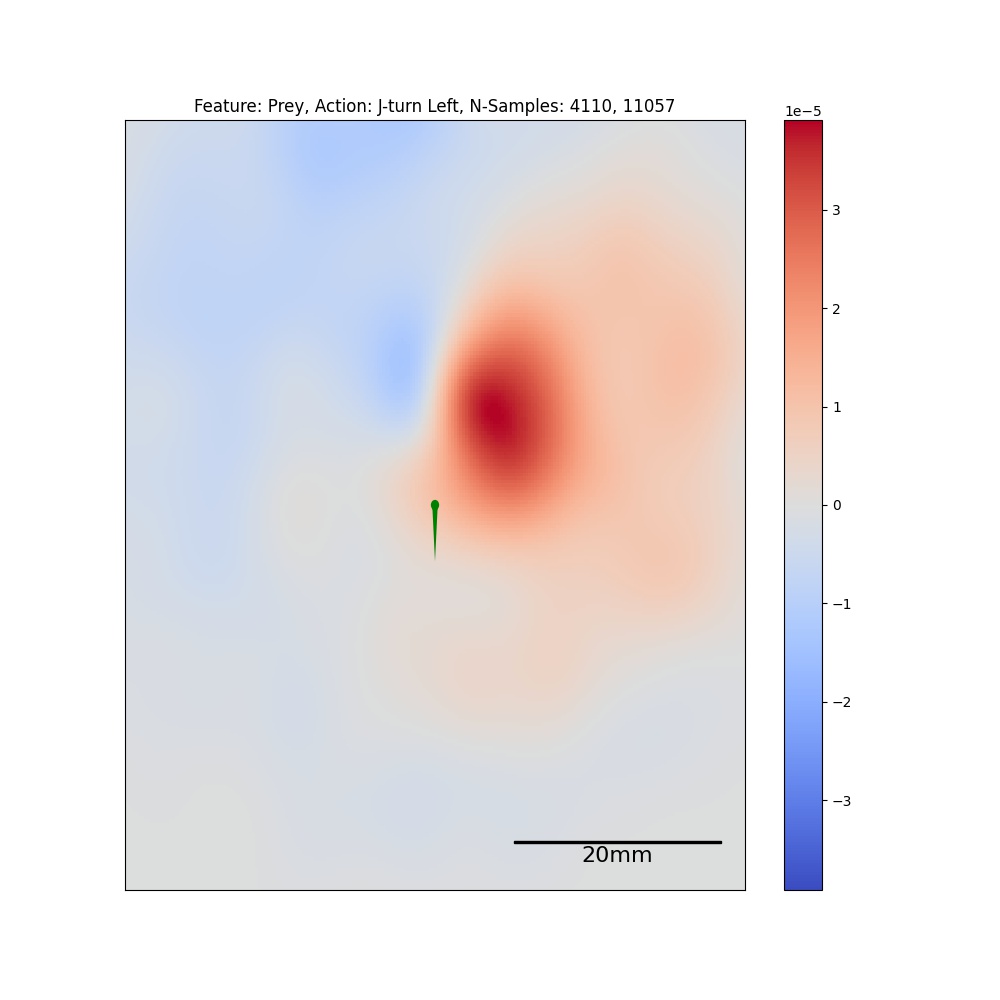 Feature: Prey, Action: J-turn Left, N-Samples: 4110, 11057
1e−5
3
2
1
0
−1
−2
−3
20mm